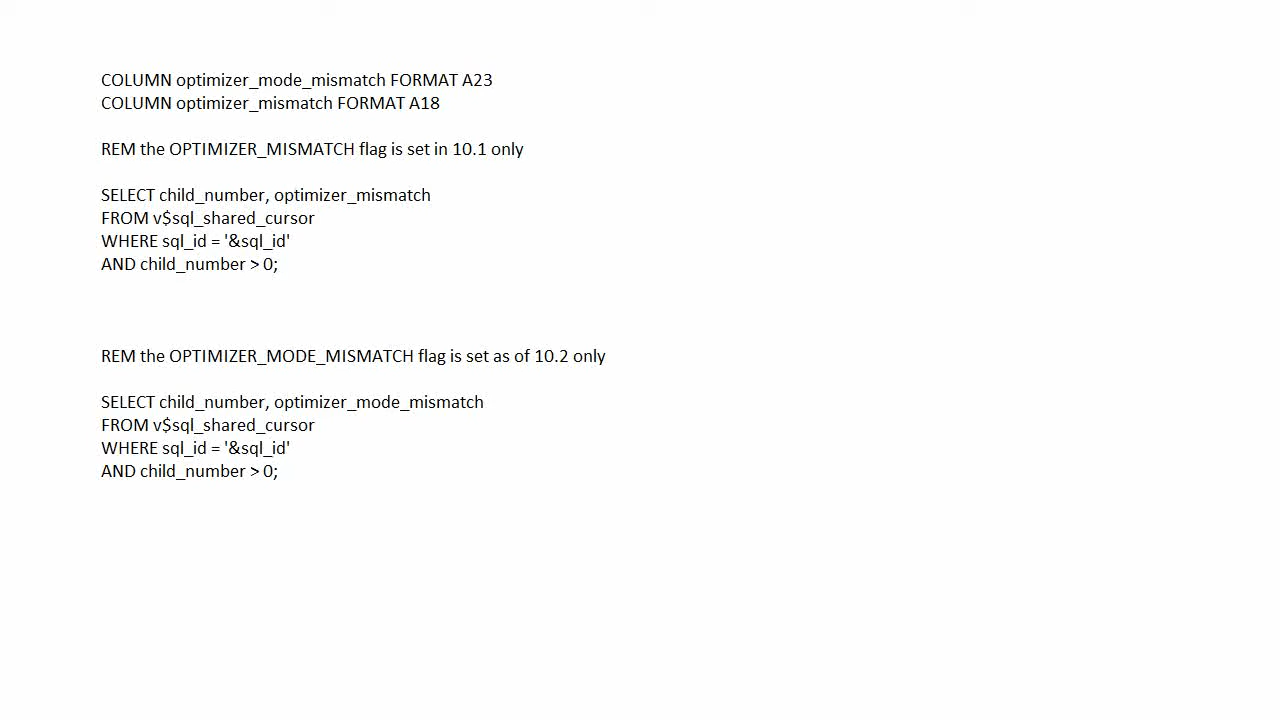 COLUMN optimizer_mode_mismatch FORMAT A23
COLUMN optimizer_mismatch FORMAT A18
REM the OPTIMIZER_MISMATCH flag is set in 10.1 only
SELECT child_number, optimizer_mismatch
FROM v$sql_shared_cursor
WHERE sql_id = '&sql_id'
AND child_number > 0;
REM the OPTIMIZER_MODE_MISMATCH flag is set as of 10.2 only
SELECT child_number, optimizer_mode_mismatch
FROM v$sql_shared_cursor
WHERE sql_id = '&sql_id'
AND child_number > 0;